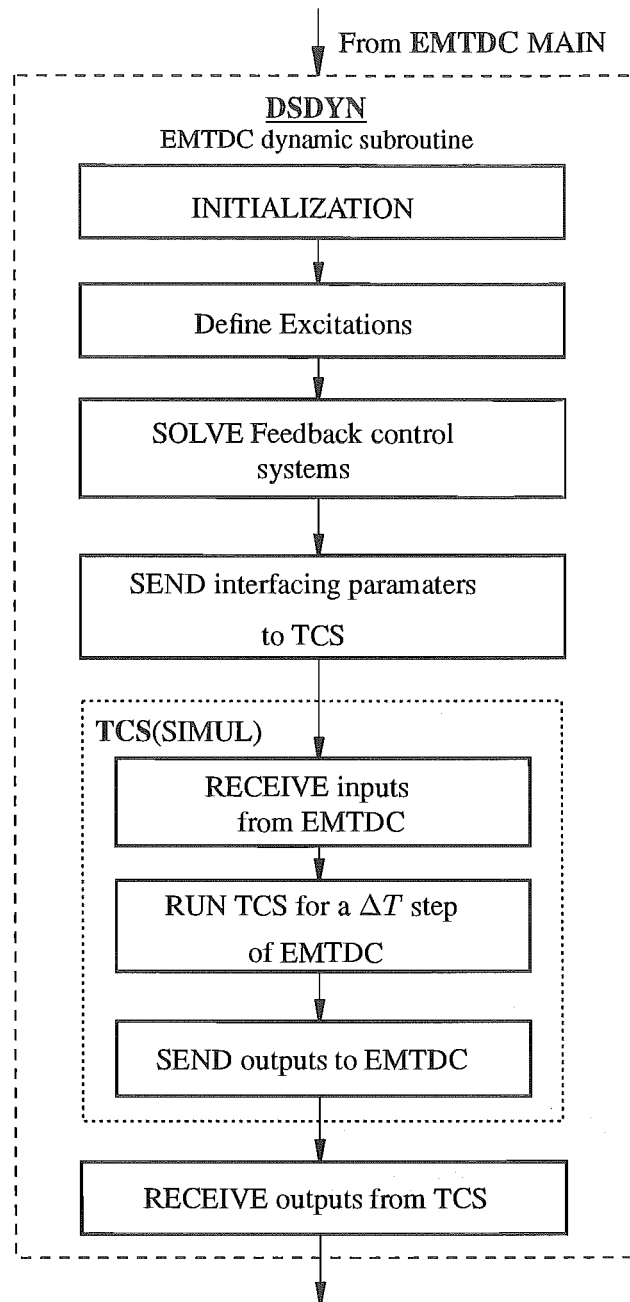 From EMTDC MAIN
DSDYN
EMTDC dynamic subroutine
INITIALIZATION
Define Excitations
SOLVE Feedback control
systems
SEND interfacing paramaters
to TCS
TCS(SIMUL)
RECEIVE inputs
from EMTDC
RUN TCS for a ΔT step
of EMTDC
SEND outputs to EMTDC
RECEIVE outputs from TCS